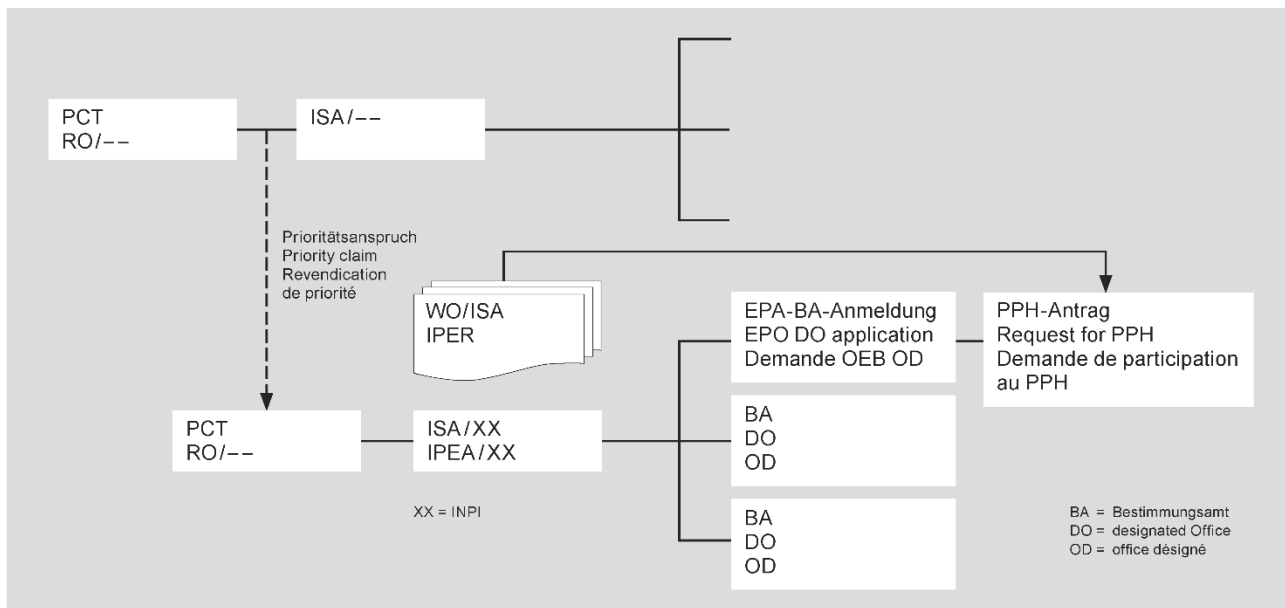 PCT
RO/––
ISA/––
Prioritätsanspruch
Priority claim
Revendication
de priorité
WO/ISA
IPER
EPA-BA-Anmeldung
EPO DO application
Demande OEB OD
PPH-Antrag
Request for PPH
Demande de participation
au PPH
PCT
RO/––
ISA/XX
IPEA/XX
BA
DO
OD
XX = INPI
BA
DO
OD
BA = Bestimmungsamt
DO = designated Office
OD = office désigné